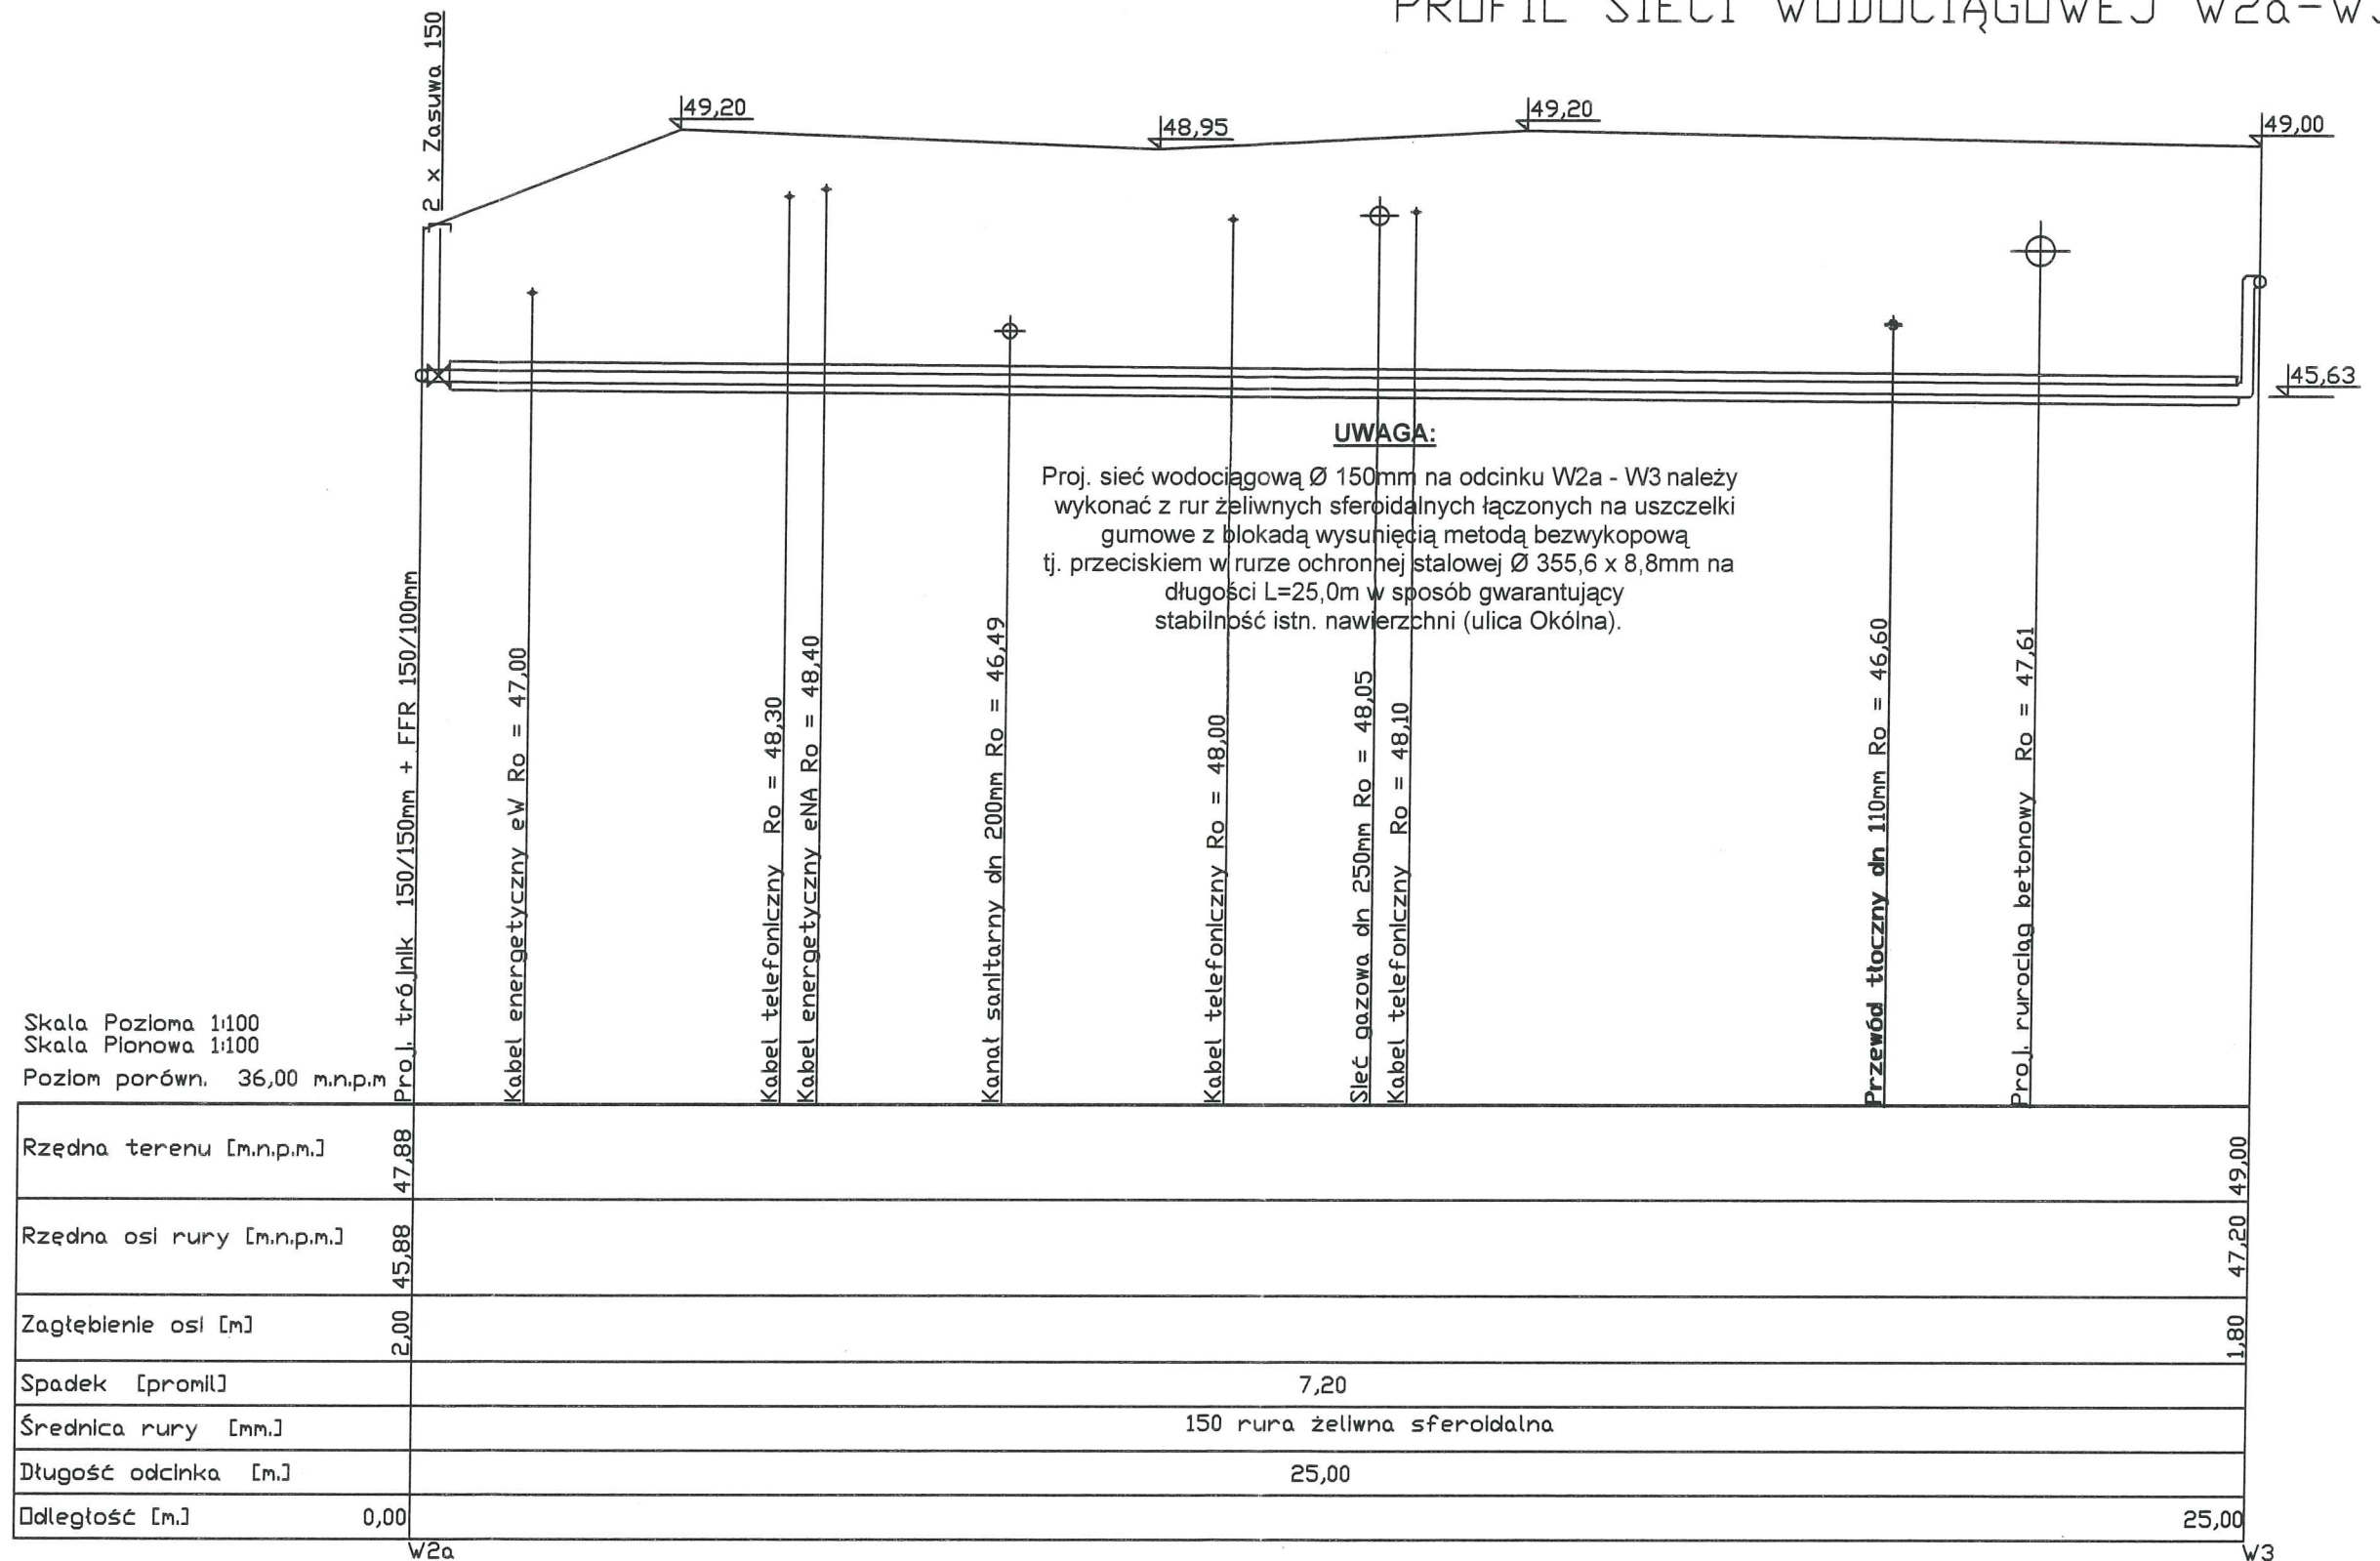 PROFIL SIECI WODOCIĄGOWEJ W2a-W3
2 x Zasuwa 150
49,20
48,95
49,20
49,00
45,63
UWAGA:
Proj. sieć wodociągową Ø 150mm na odcinku W2a - W3 należy
wykonać z rur żeliwnych sferoidalnych łączonych na uszczelki
gumowe z blokadą wysunięcią metodą bezwykopową
tj. przeciskiem w rurze ochronnej stalowej Ø 355,6 x 8,8mm na
długości L=25,0m w sposób gwarantujący
stabilność istn. nawierzchni (ulica Okólna).
Proj. trójnik 150/150mm + FFR 150/100mm
Kabel energetyczny eW Ro = 47,00
Kabel telefoniczny Ro = 48,30
Kabel energetyczny eNA Ro = 48,40
Kanał sanitarny dn 200mm Ro = 46,49
Kabel telefoniczny Ro = 48,00
Sieć gazowa dn 250mm Ro = 48,05
Kabel telefoniczny Ro = 48,10
Przewód tłoczny dn 110mm Ro = 46,60
Proj. rurociąg betonowy Ro = 47,61
Skala Pozioma 1:100
Skala Pionowa 1:100
Poziom porówn. 36,00 m.n.p.m
Rzędna terenu [m.n.p.m.] 47,88 49,00
Rzędna osi rury [m.n.p.m.] 45,88 47,20
Zagłębienie osi [m] 2,00 1,80
Spadek [promil] 7,20
Średnica rury [mm.] 150 rura żeliwna sferoidalna
Długość odcinka [m.] 25,00
Odległość [m.] 0,00 25,00
W2a W3